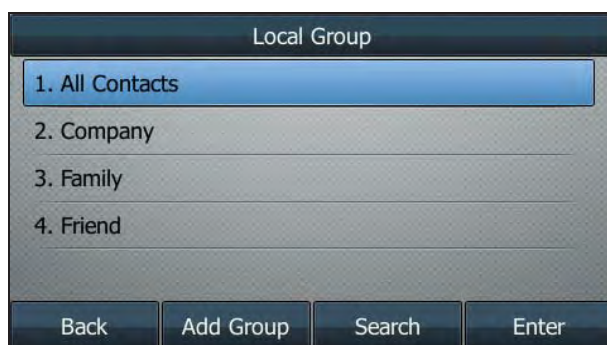 Local Group
1. All Contacts
2. Company
3. Family
4. Friend
Back Add Group Search Enter